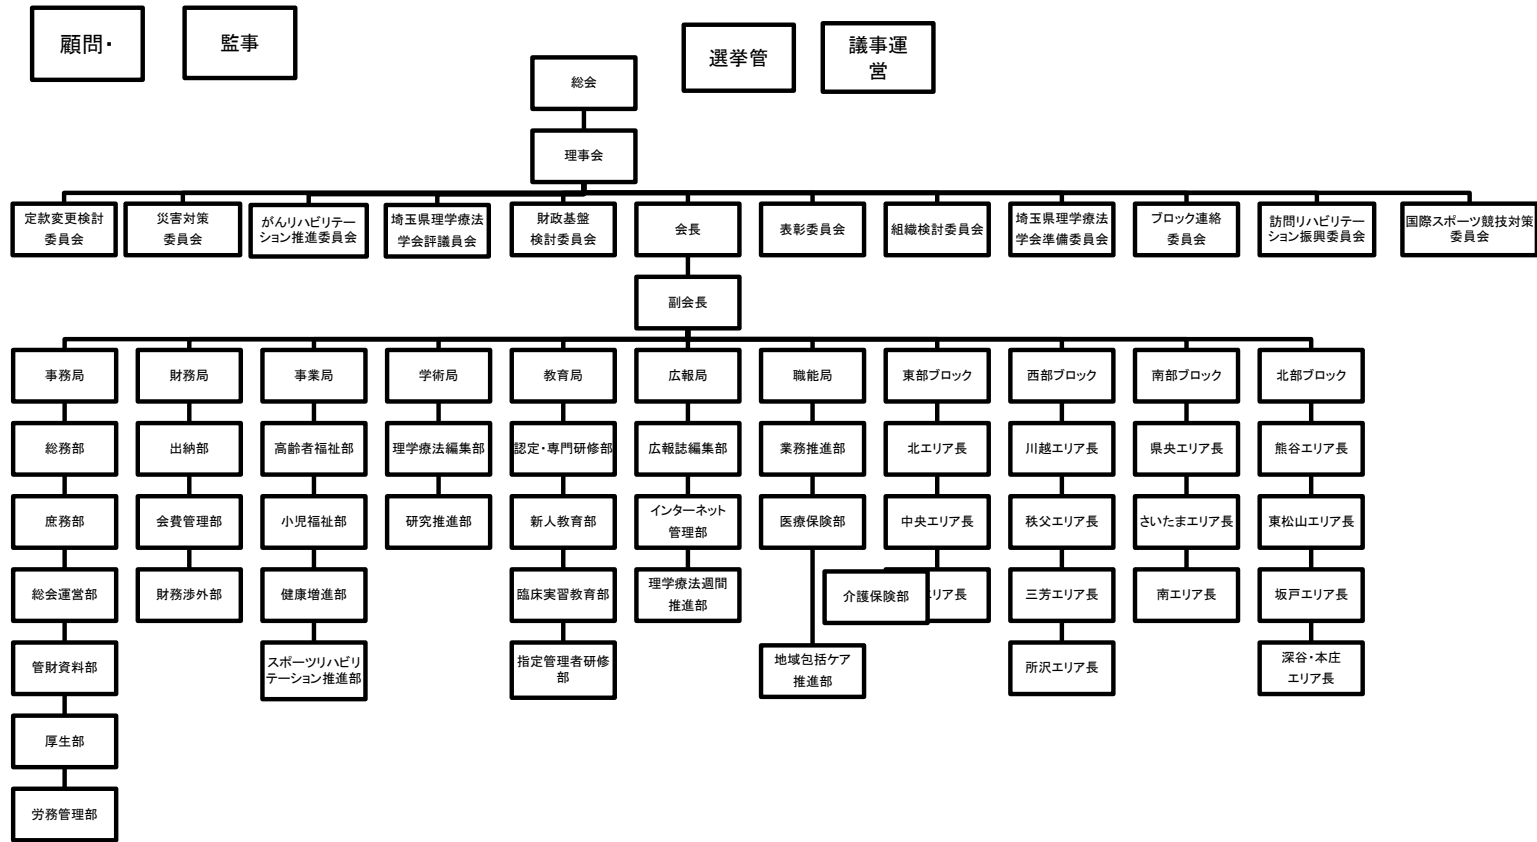 顧問・
監事
選挙管
議事運
営
総会
理事会
定款変更検討
委員会
災害対策
委員会
がんリハビリテー
ション推進委員会
埼玉県理学療法
学会評議員会
財政基盤
検討委員会
会長
表彰委員会
組織検討委員会
埼玉県理学療法
学会準備委員会
ブロック連絡
委員会
訪問リハビリテー
ション振興委員会
国際スポーツ競技対策
委員会
副会長
事務局
財務局
事業局
学術局
教育局
広報局
職能局
東部ブロック
西部ブロック
南部ブロック
北部ブロック
総務部
出納部
高齢者福祉部
理学療法編集部
認定・専門研修部
広報誌編集部
業務推進部
北エリア長
川越エリア長
県央エリア長
熊谷エリア長
庶務部
会費管理部
小児福祉部
研究推進部
新人教育部
インターネット
管理部
医療保険部
中央エリア長
秩父エリア長
さいたまエリア長
東松山エリア長
総会運営部
財務渉外部
健康増進部
臨床実習教育部
理学療法週間
推進部
介護保険部
リア長
三芳エリア長
南エリア長
坂戸エリア長
管財資料部
スポーツリハビリ
テーション推進部
指定管理者研修
部
地域包括ケア
推進部
所沢エリア長
深谷・本庄
エリア長
厚生部
労務管理部